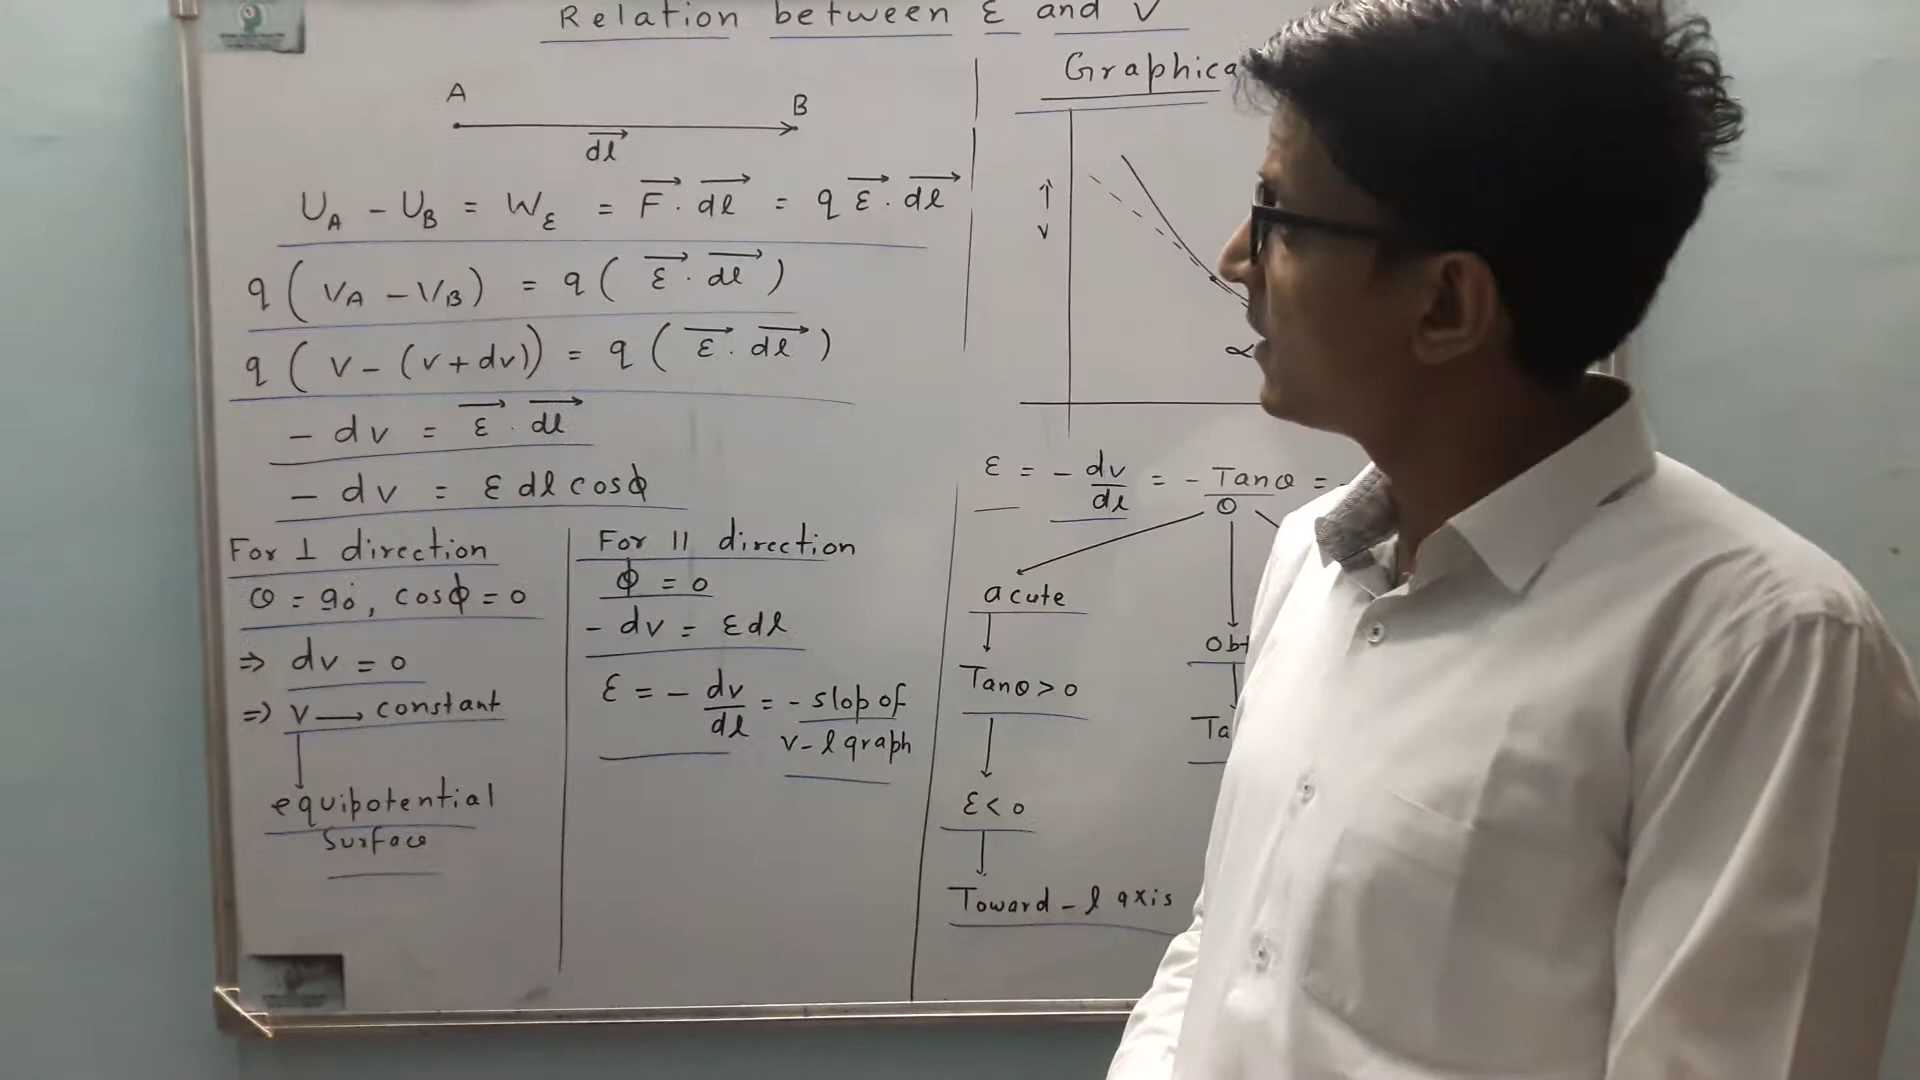 Relation between ε and V
A
B
dl
U_A - U_B = W_ε = F . dl = q ε . dl
q ( V_A - V_B ) = q ( ε . dl )
q ( v - (v + dv)) = q ( ε . dl )
- dv = ε . dl
- dv = ε dl cosϕ
For ⊥ direction
Θ = 90, cosϕ = 0
⇒ dv = 0
⇒ v → constant
equipotential
Surface
For || direction
ϕ = 0
- dv = ε dl
ε = - dv/dl = - slop of
v - l graph
Graphica
↑
v
α
ε = - dv/dl = - Tanθ =
Θ
acute
Tanθ > 0
ε < 0
Toward - l axis
obt
Ta